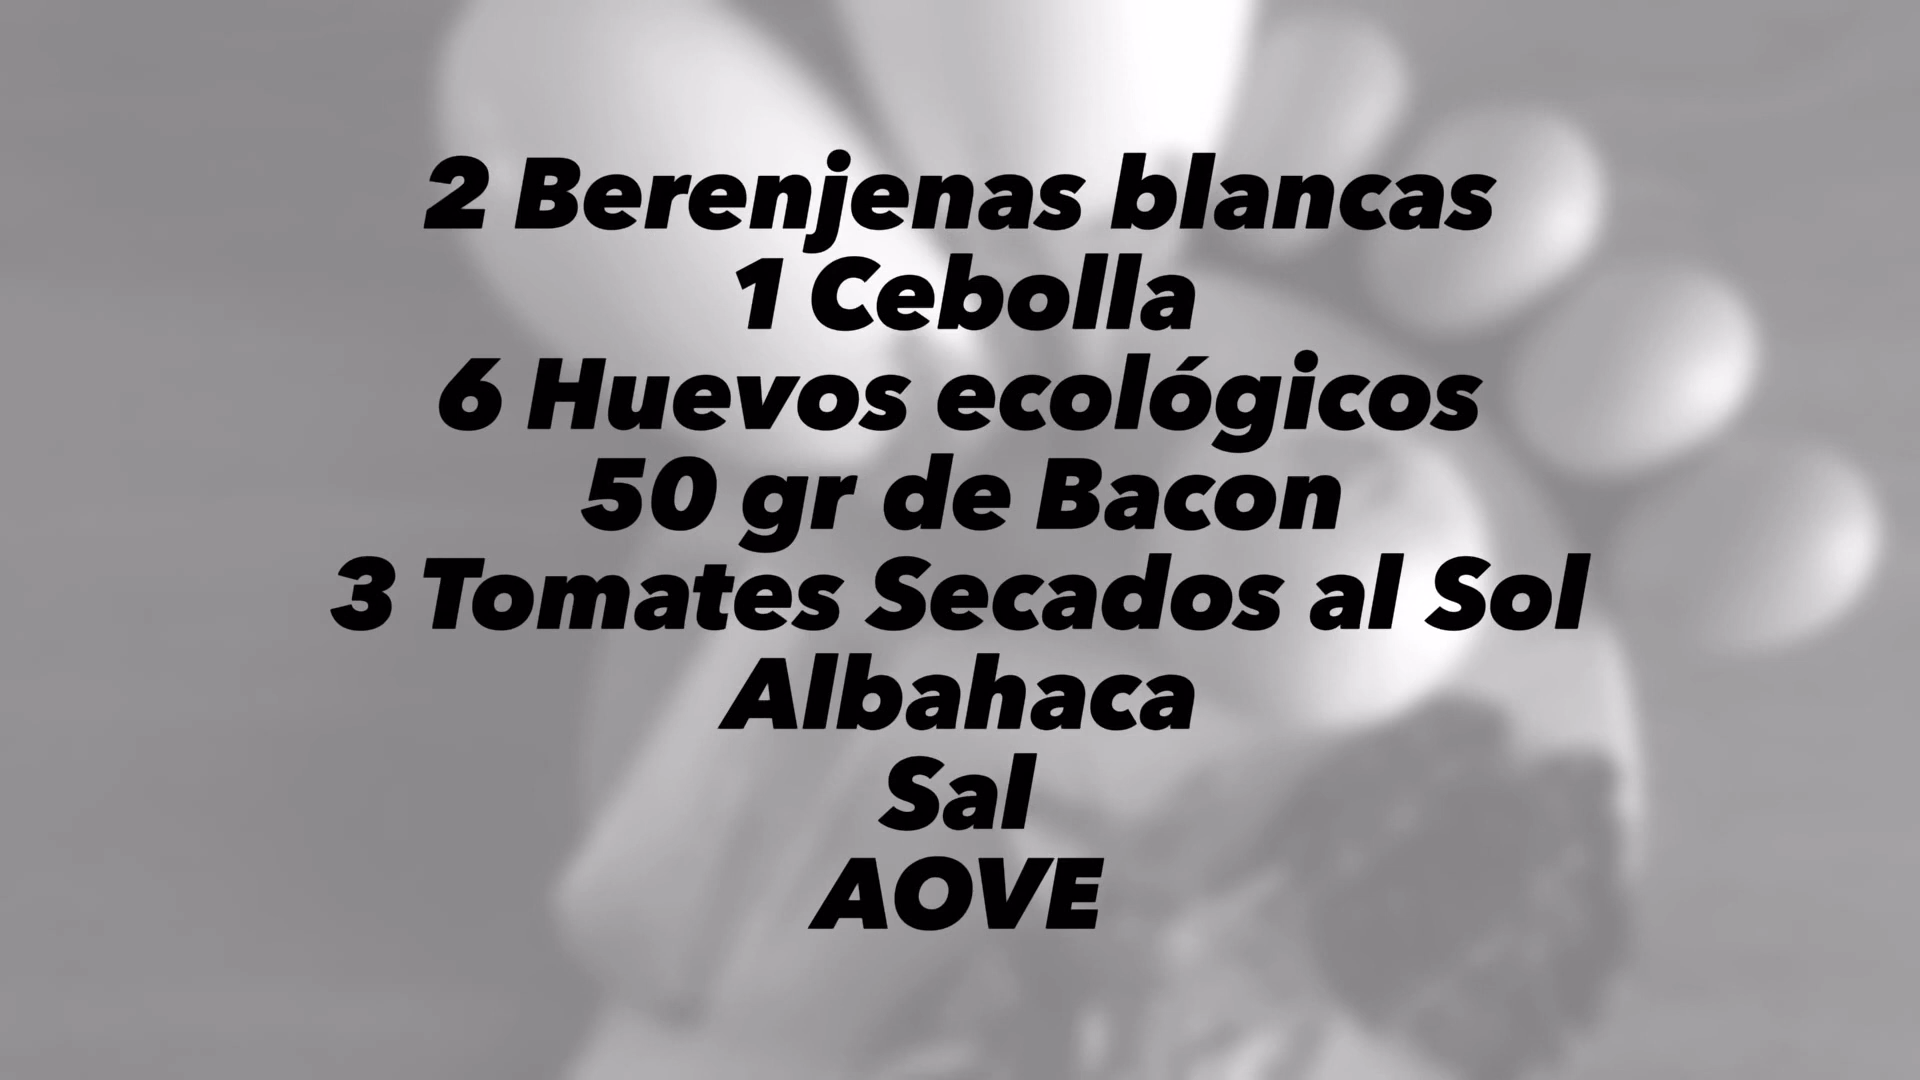 2 Berenjenas blancas
1 Cebolla
6 Huevos ecológicos
50 gr de Bacon
3 Tomates Secados al Sol
Albahaca
Sal
AOVE